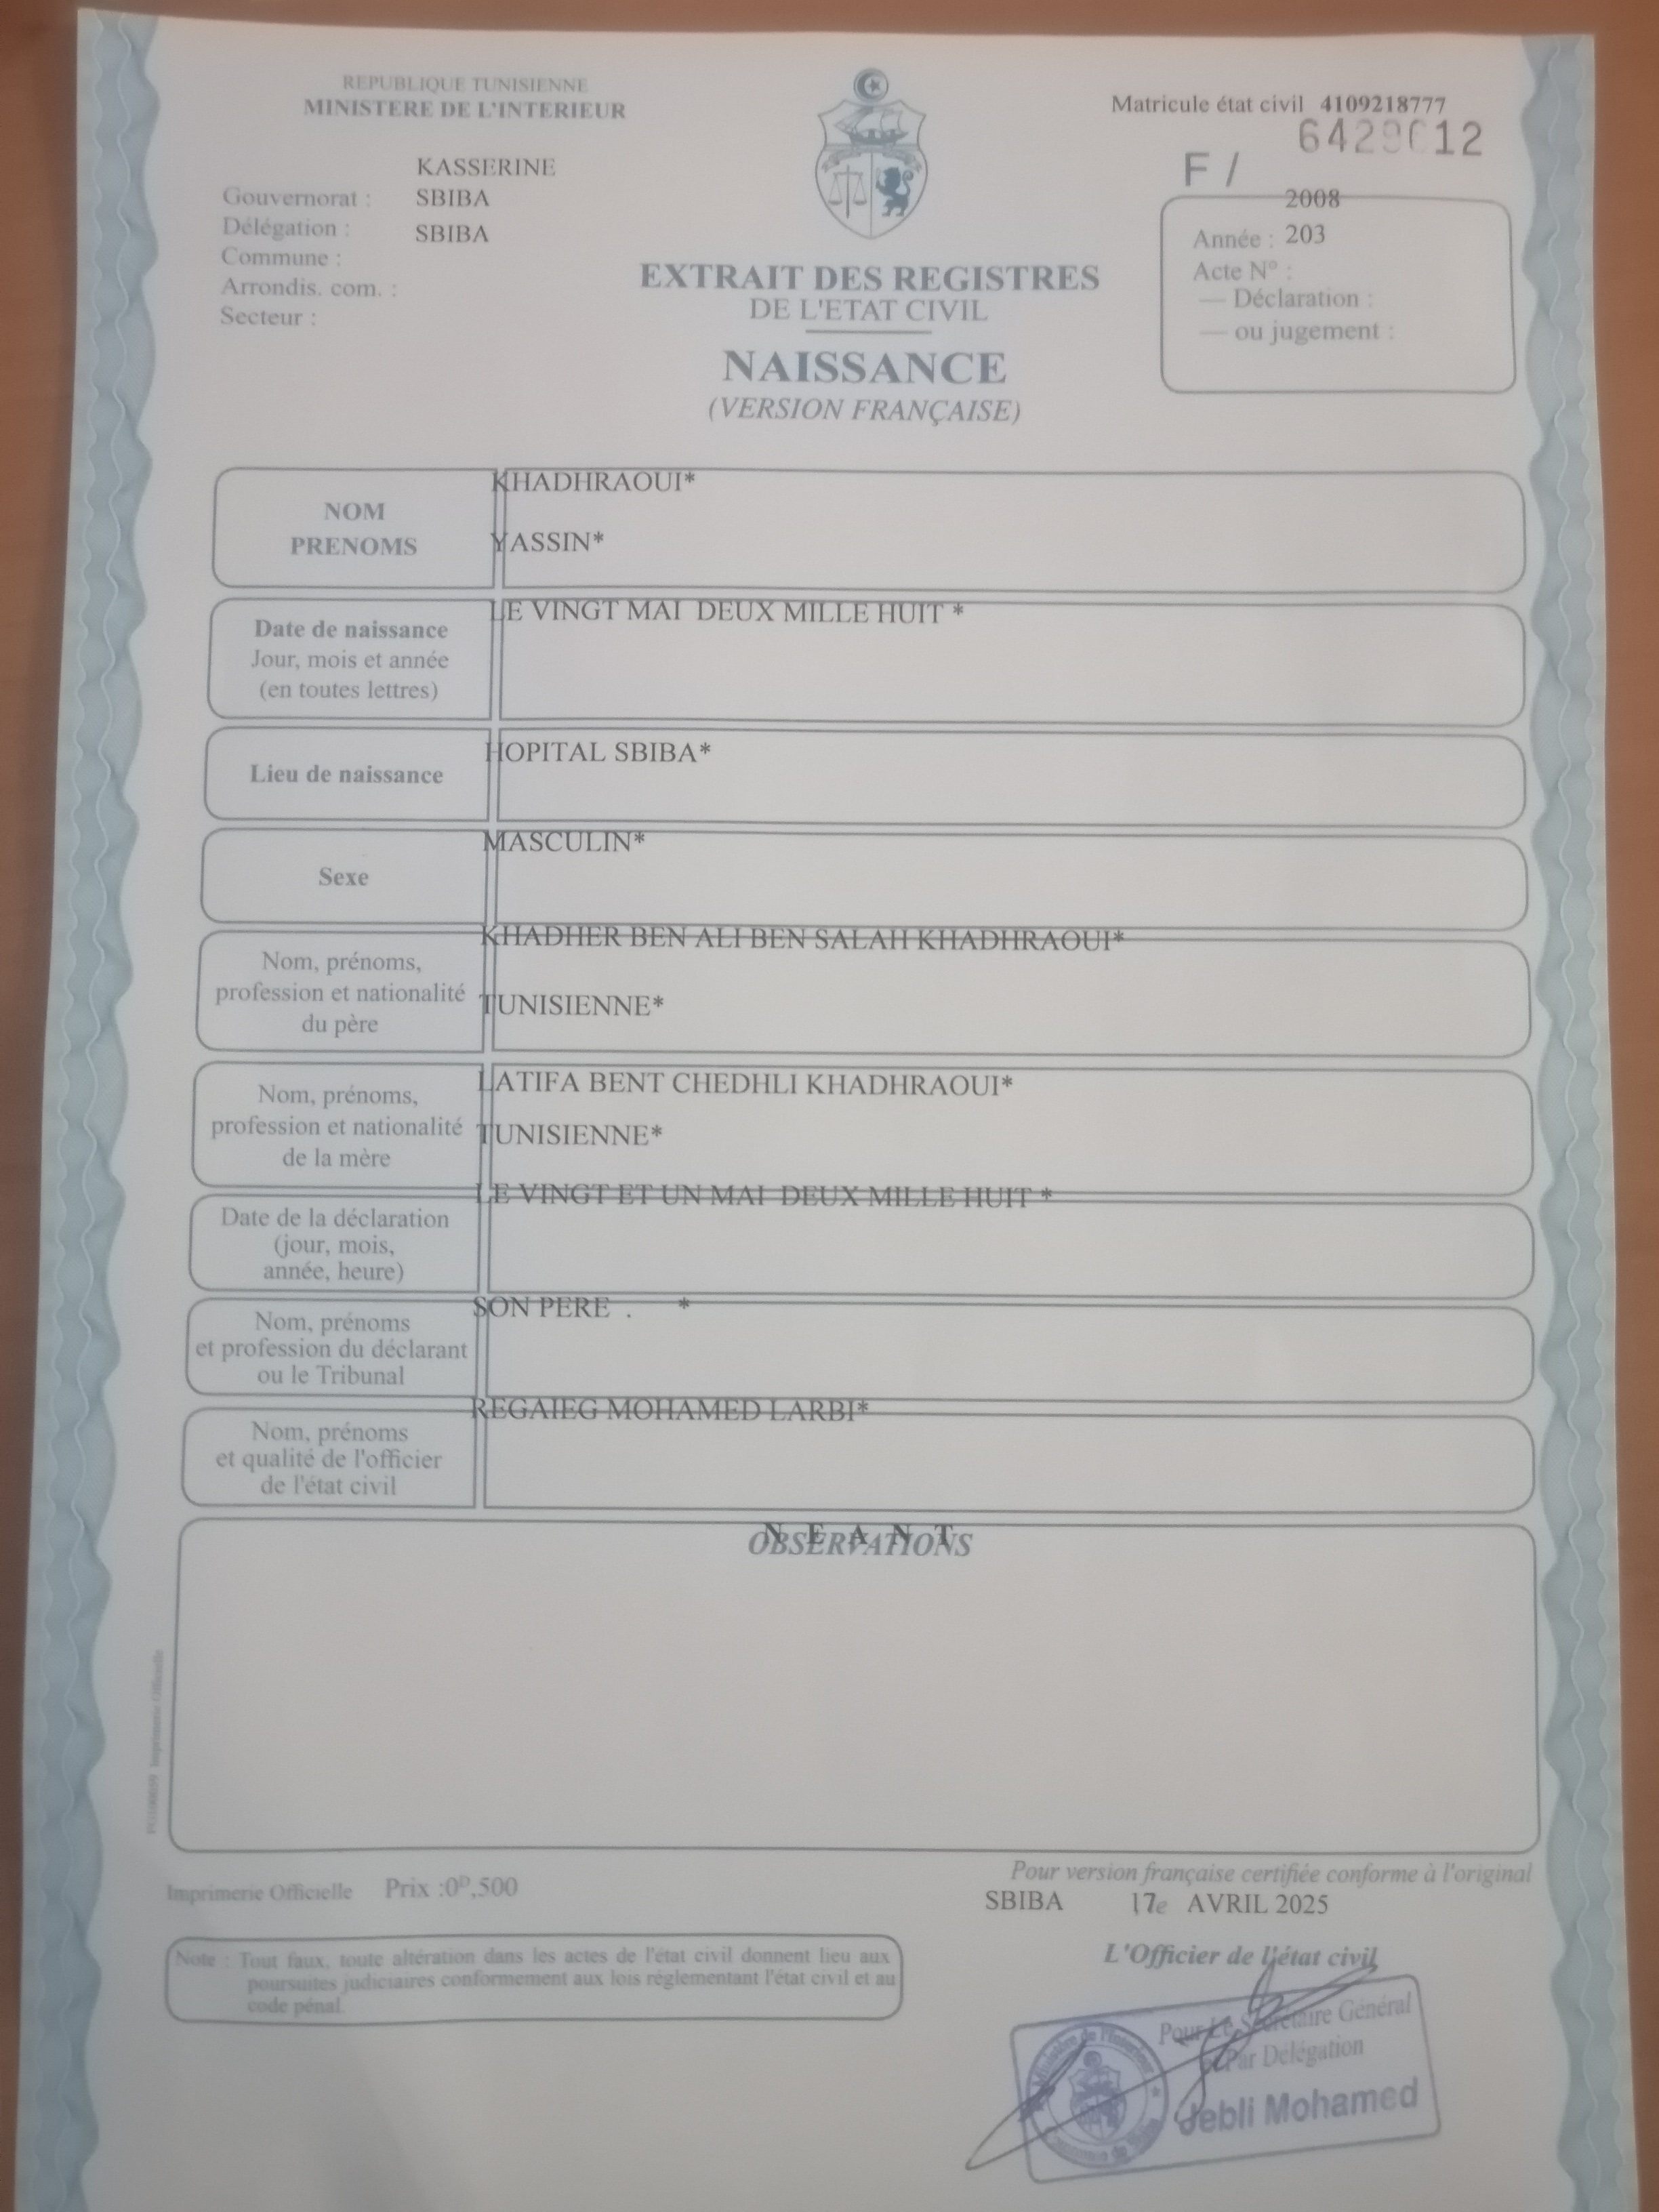 REPUBLIQUE TUNISIENNE
MINISTERE DE L'INTERIEUR
Matricule état civil 4109218777
F /
KASSERINE
Gouvernorat : SBIBA
Délégation : SBIBA
Commune :
Arrondis. com. :
Secteur :
2008
Année : 203
Acte N° :
— Déclaration :
— ou jugement :
EXTRAIT DES REGISTRES
DE L'ETAT CIVIL
NAISSANCE
(VERSION FRANÇAISE)
NOM
PRENOMS
KHADHRAOUI*
YASSIN*
Date de naissance
Jour, mois et année
(en toutes lettres)
LE VINGT MAI DEUX MILLE HUIT *
Lieu de naissance
HOPITAL SBIBA*
Sexe
MASCULIN*
Nom, prénoms,
profession et nationalité
du père
KHADHER BEN ALI BEN SALAH KHADHRAOUI*
TUNISIENNE*
Nom, prénoms,
profession et nationalité
de la mère
LATIFA BENT CHEDHLI KHADHRAOUI*
TUNISIENNE*
Date de la déclaration
(jour, mois,
année, heure)
LE VINGT ET UN MAI DEUX MILLE HUIT *
Nom, prénoms
et profession du déclarant
ou le Tribunal
SON PERE . *
Nom, prénoms
et qualité de l'officier
de l'état civil
REGAIEG MOHAMED LARBI*
OBSERVATIONS
N E A N T
Imprimerie Officielle
Imprimerie Officielle Prix :0D,500
Pour version française certifiée conforme à l'original
SBIBA 17e AVRIL 2025
Note : Tout faux, toute altération dans les actes de l'état civil donnent lieu aux
poursuites judiciaires conformement aux lois réglementant l'état civil et au
code pénal.
L'Officier de l'état civil
Pour Le Secrétaire Général
Par Délégation
Jebli Mohamed
Ministère de l'Intérieur